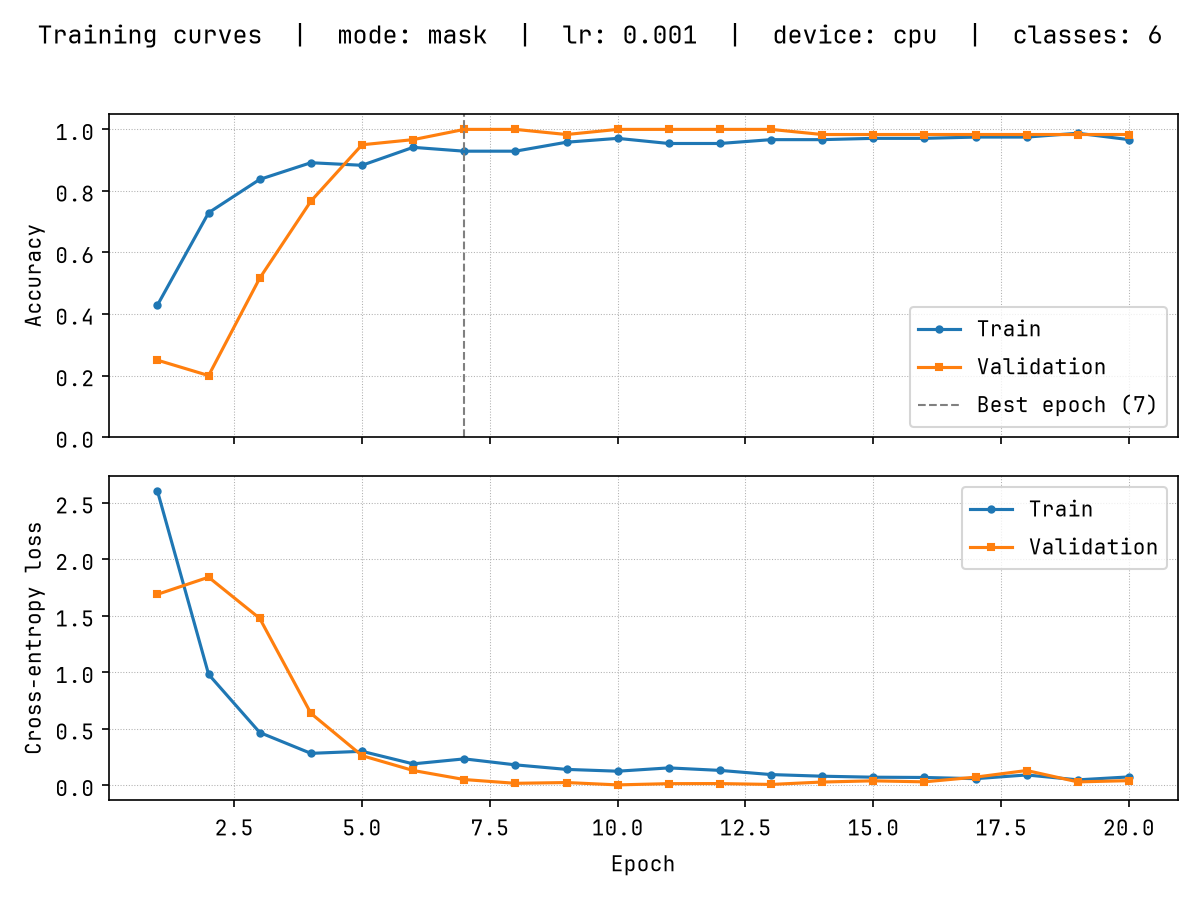 Training curves  |  mode: mask  |  lr: 0.001  |  device: cpu  |  classes: 6
1.0
0.8
0.6
0.4
0.2
0.0
Accuracy
Train
Validation
Best epoch (7)
2.5
2.0
1.5
1.0
0.5
0.0
Cross-entropy loss
Train
Validation
2.5 5.0 7.5 10.0 12.5 15.0 17.5 20.0
Epoch